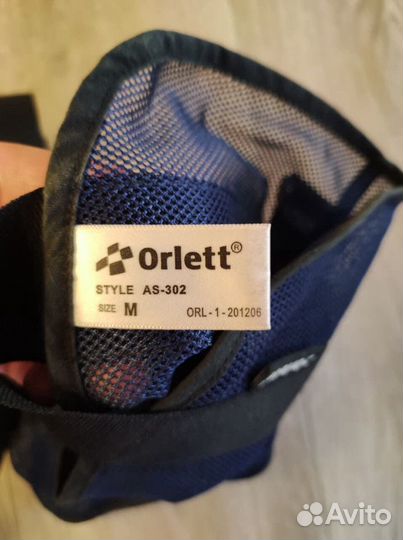 Orlett®
STYLE AS-302
SIZE M ORL - 1 - 201206
Avito